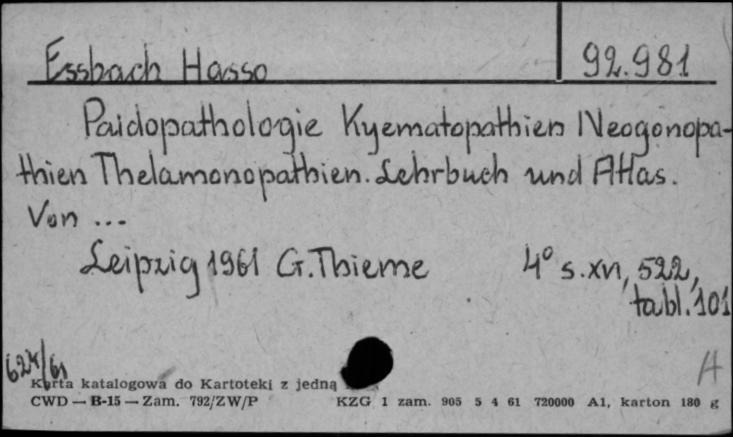 Essbach Hasso 92.981
Paidopathologie Kyematopathien Neogonopa-
thien Thelamonopathien. Lehrbuch und Atlas.
Von ...
Leipzig 1961 G. Thieme 4° s. XVI, 522,
tabl. 101
A
Karta katalogowa do Kartoteki z jedną
CWD — B-15 — Zam. 792/ZW/P KZG 1 zam. 905 5 4 61 720000 A1, karton 180 g